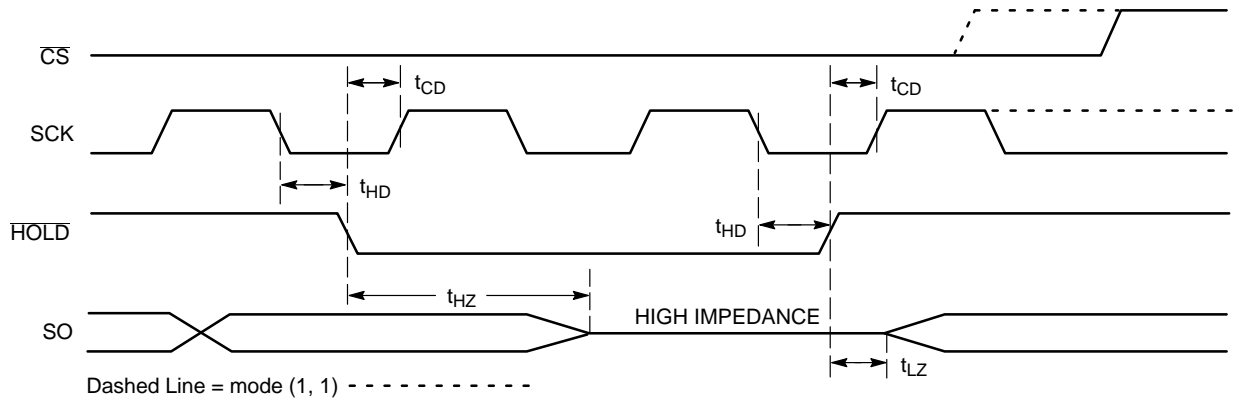 CS
tCD
tCD
SCK
tHD
HOLD
tHD
tHZ
HIGH IMPEDANCE
SO
tLZ
Dashed Line = mode (1, 1)